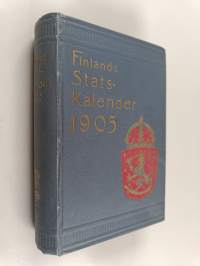 Finlands
Stats-
Kalender
1905